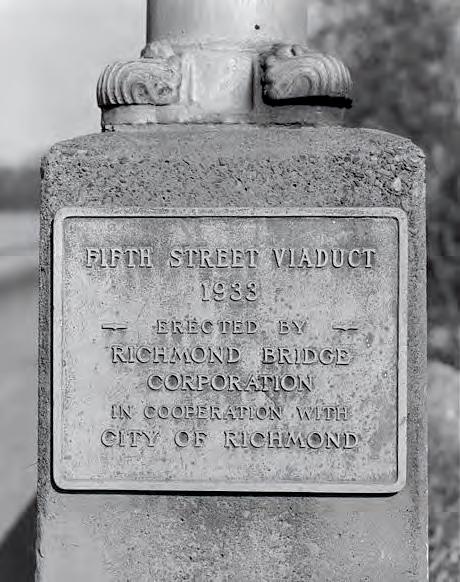 FIFTH STREET VIADUCT
1933
ERECTED BY
RICHMOND BRIDGE
CORPORATION
IN COOPERATION WITH
CITY OF RICHMOND